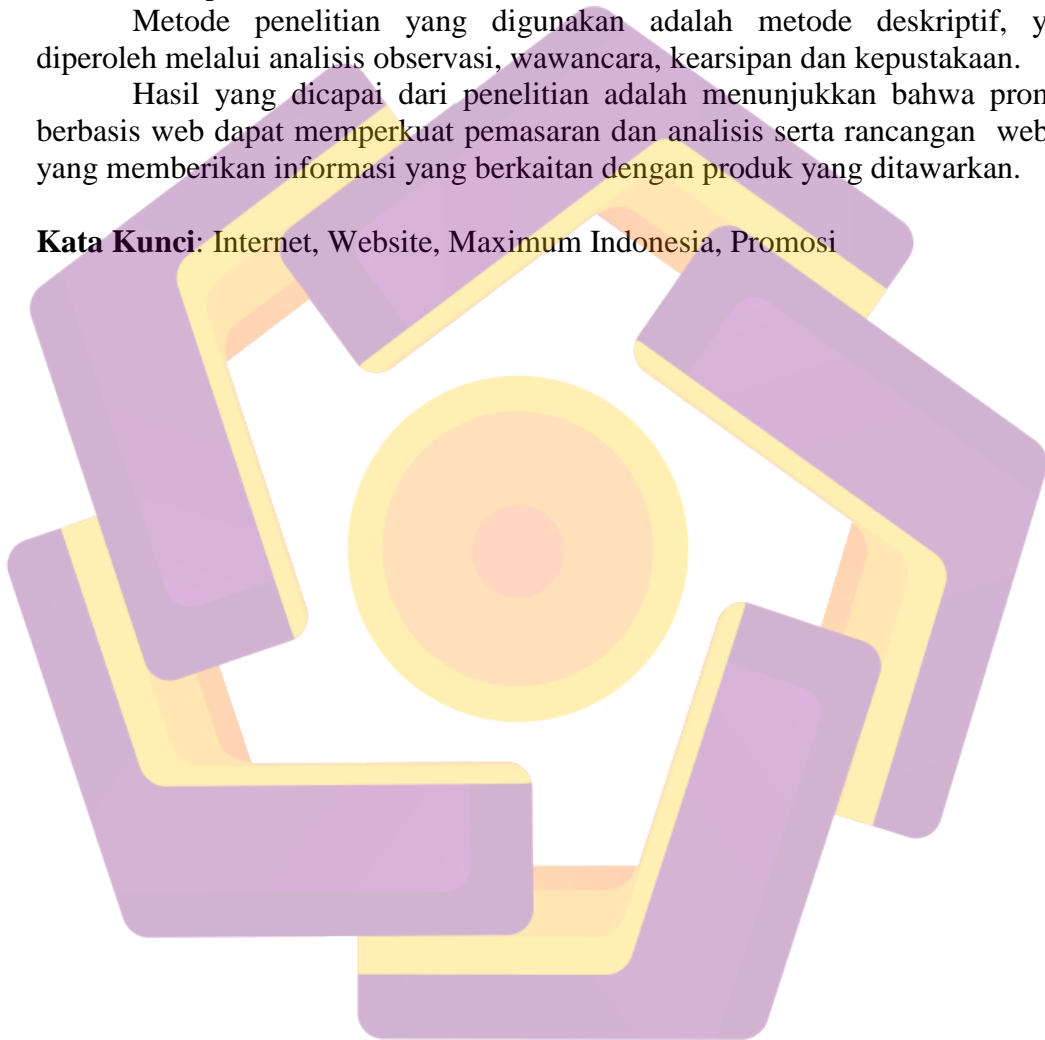 Metode penelitian yang digunakan adalah metode deskriptif, y
diperoleh melalui analisis observasi, wawancara, kearsipan dan kepustakaan.
Hasil yang dicapai dari penelitian adalah menunjukkan bahwa prom
berbasis web dapat memperkuat pemasaran dan analisis serta rancangan web
yang memberikan informasi yang berkaitan dengan produk yang ditawarkan.
Kata Kunci: Internet, Website, Maximum Indonesia, Promosi